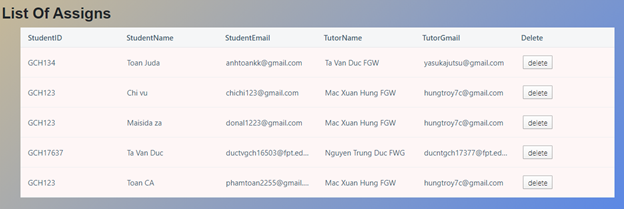 List Of Assigns
StudentID StudentName StudentEmail TutorName TutorGmail Delete
GCH134 Toan Juda anhtoankk@gmail.com Ta Van Duc FGW yasukajutsu@gmail.com delete
GCH123 Chi vu chichi123@gmail.com Mac Xuan Hung FGW hungtroy7c@gmail.com delete
GCH123 Maisida za donal1223@gmail.com Mac Xuan Hung FGW hungtroy7c@gmail.com delete
GCH17637 Ta Van Duc ductvgch16503@fpt.ed... Nguyen Trung Duc FWG ducntgch17377@fpt.ed... delete
GCH123 Toan CA phamtoan2255@gmail.... Mac Xuan Hung FGW hungtroy7c@gmail.com delete